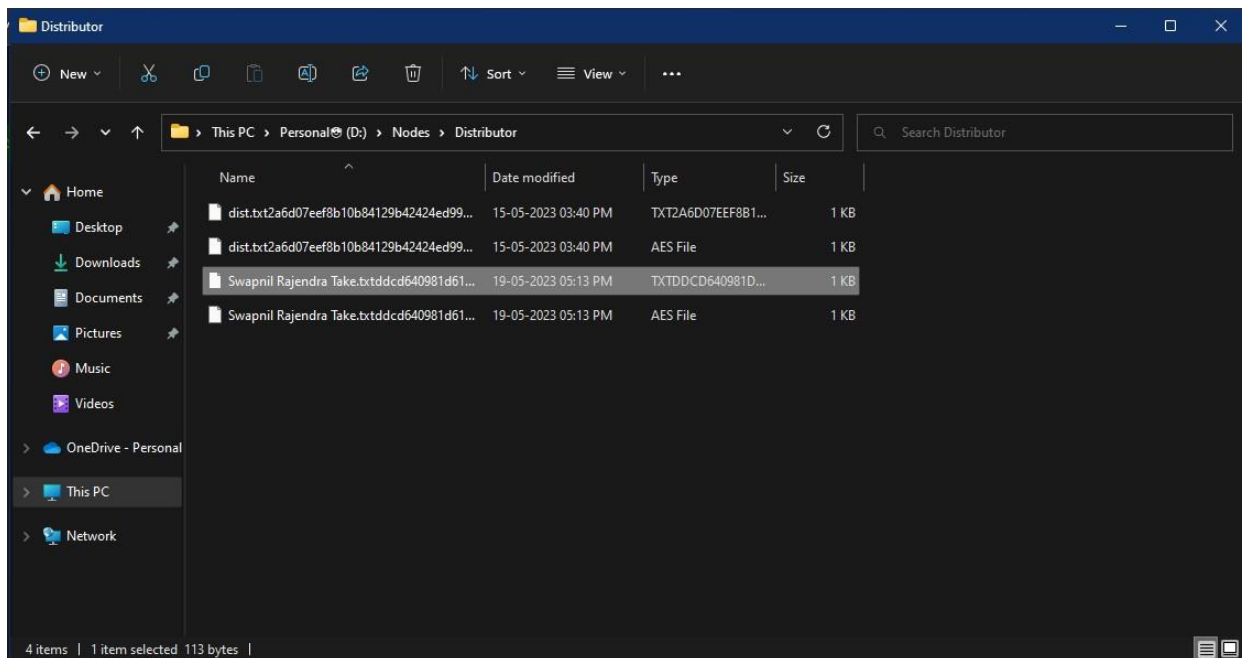 Distributor
New Sort View
This PC > Personal😎 (D:) > Nodes > Distributor Search Distributor
Name Date modified Type Size
Home
dist.txt2a6d07eef8b10b84129b42424ed99... 15-05-2023 03:40 PM TXT2A6D07EEF8B1... 1 KB
Desktop
dist.txt2a6d07eef8b10b84129b42424ed99... 15-05-2023 03:40 PM AES File 1 KB
Downloads
Swapnil Rajendra Take.txtddcd640981d61... 19-05-2023 05:13 PM TXTDDCD640981D... 1 KB
Documents
Swapnil Rajendra Take.txtddcd640981d61... 19-05-2023 05:13 PM AES File 1 KB
Pictures
Music
Videos
OneDrive - Personal
This PC
Network
4 items | 1 item selected 113 bytes |